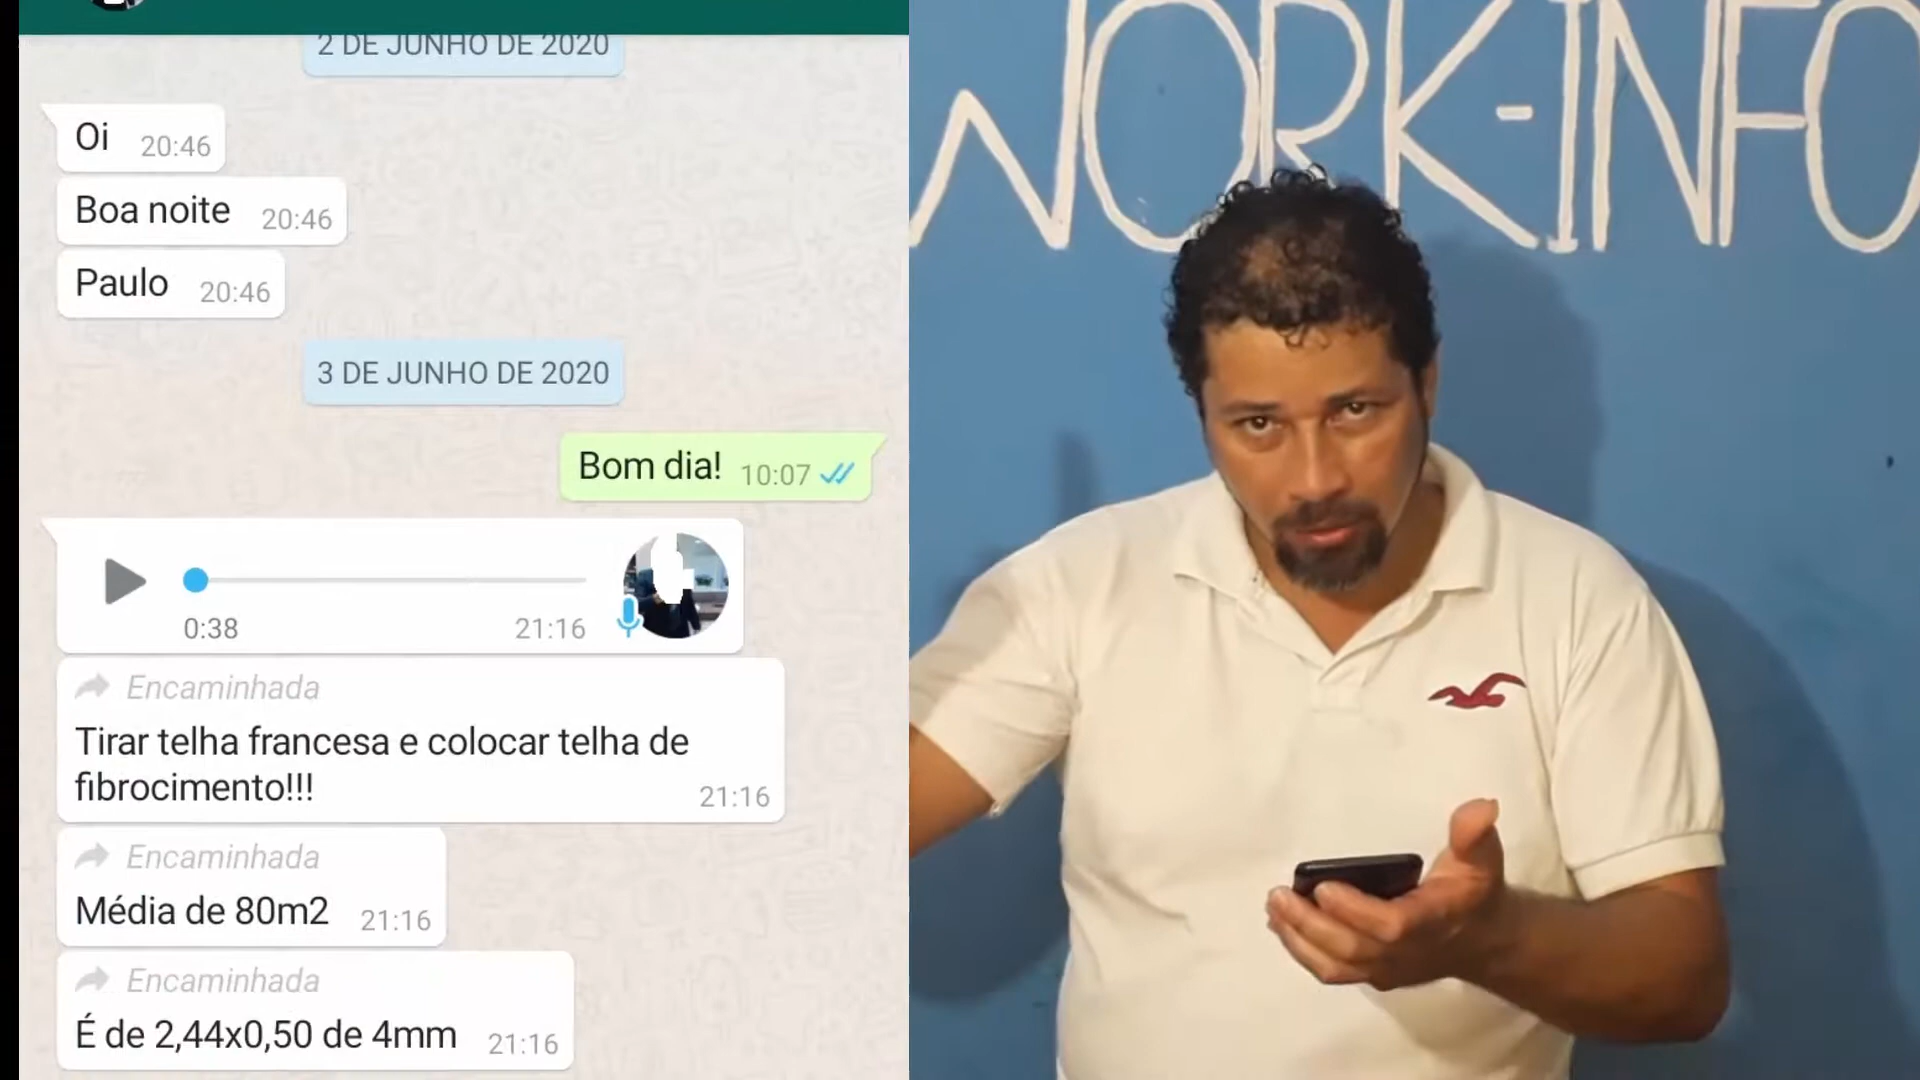 2 DE JUNHO DE 2020
Oi 20:46
Boa noite 20:46
Paulo 20:46
3 DE JUNHO DE 2020
Bom dia! 10:07
0:38 21:16
Encaminhada
Tirar telha francesa e colocar telha de
fibrocimento!!! 21:16
Encaminhada
Média de 80m2 21:16
Encaminhada
É de 2,44x0,50 de 4mm 21:16
WORK-INFO